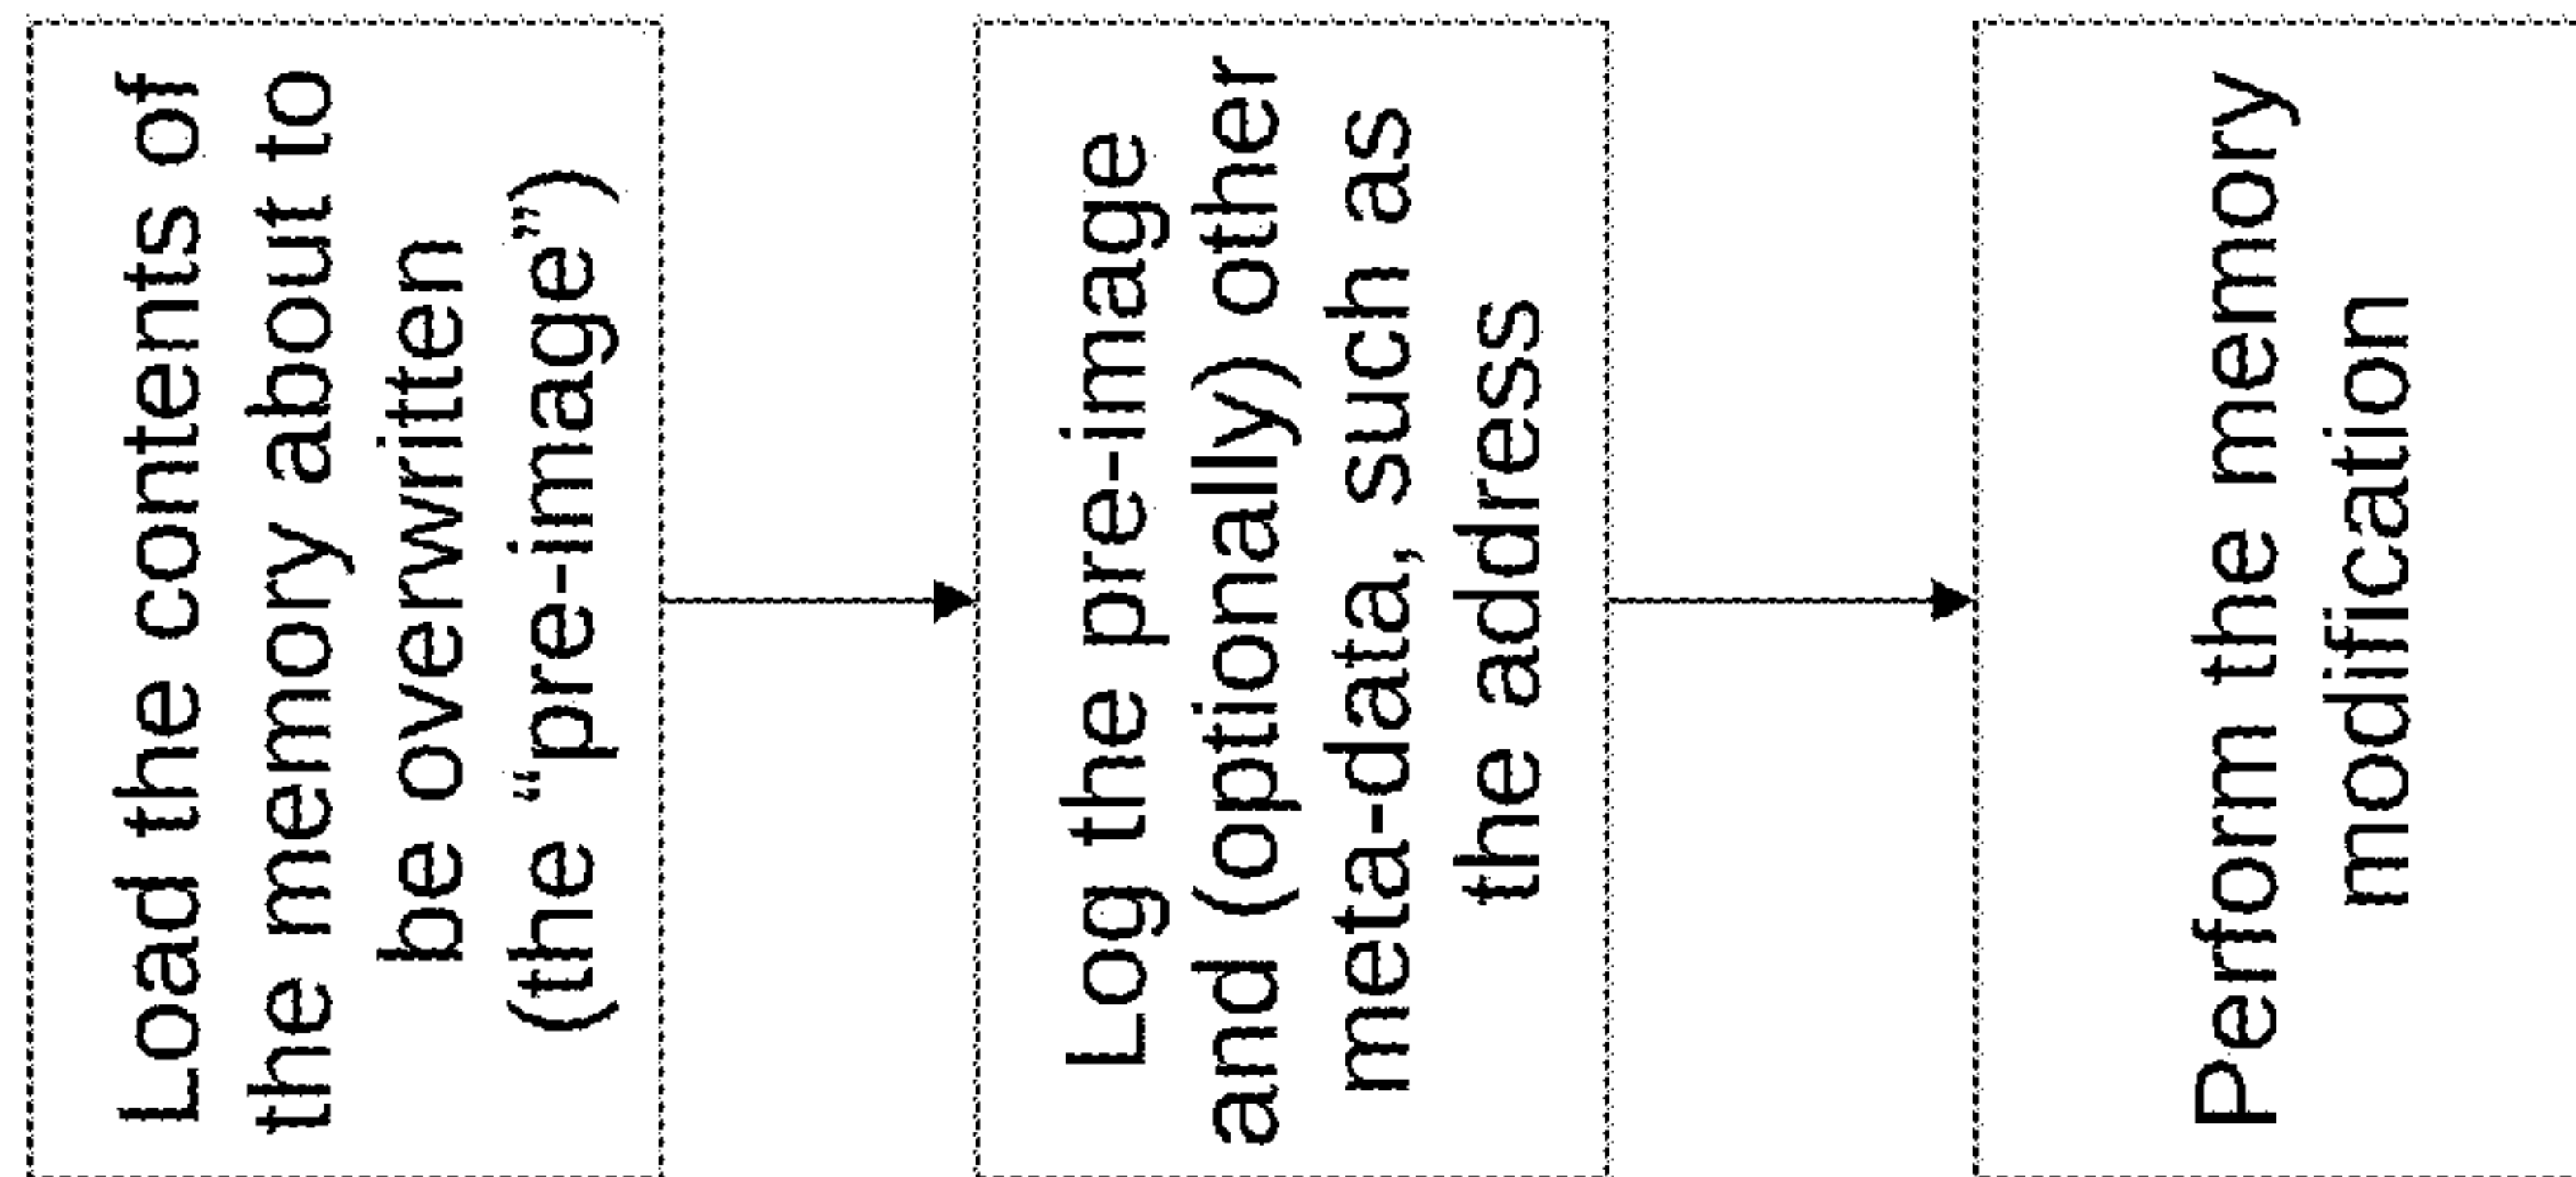 Load the contents of
the memory about to
be overwritten
(the “pre-image”)
Log the pre-image
and (optionally) other
meta-data, such as
the address
Perform the memory
modification